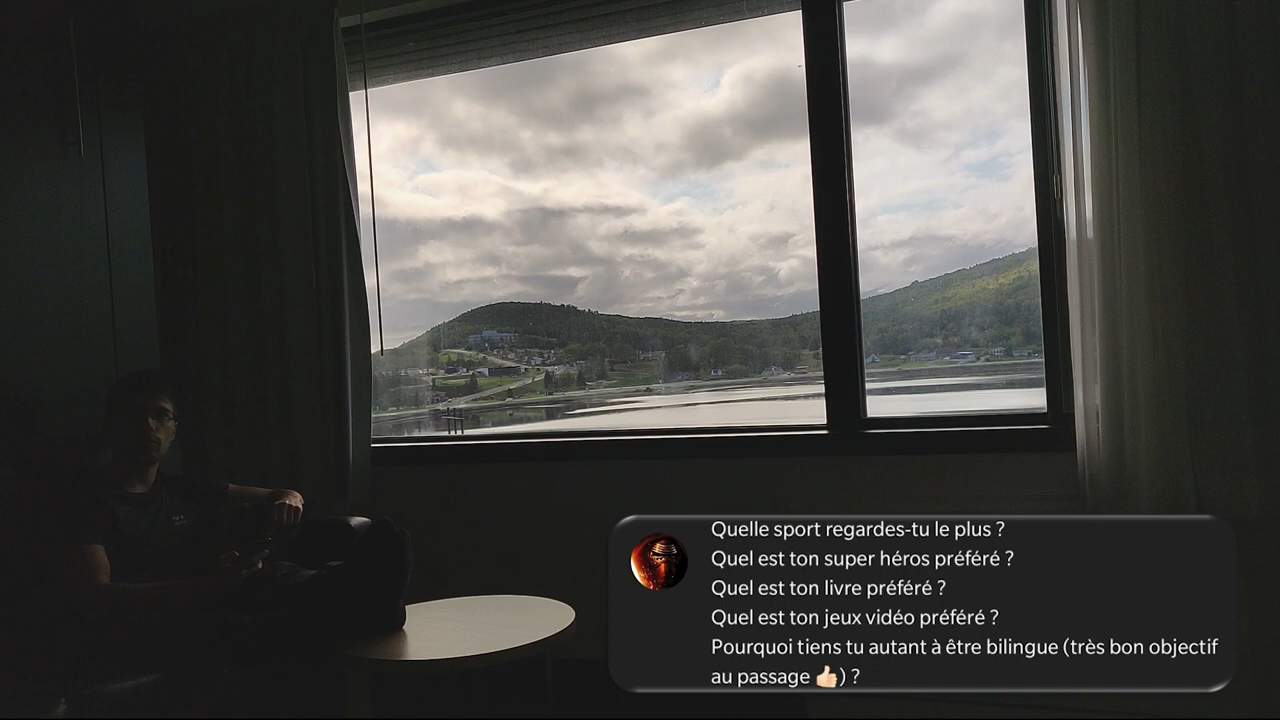 Quelle sport regardes-tu le plus ?
Quel est ton super héros préféré ?
Quel est ton livre préféré ?
Quel est ton jeux vidéo préféré ?
Pourquoi tiens tu autant à être bilingue (très bon objectif
au passage 👍🏻) ?